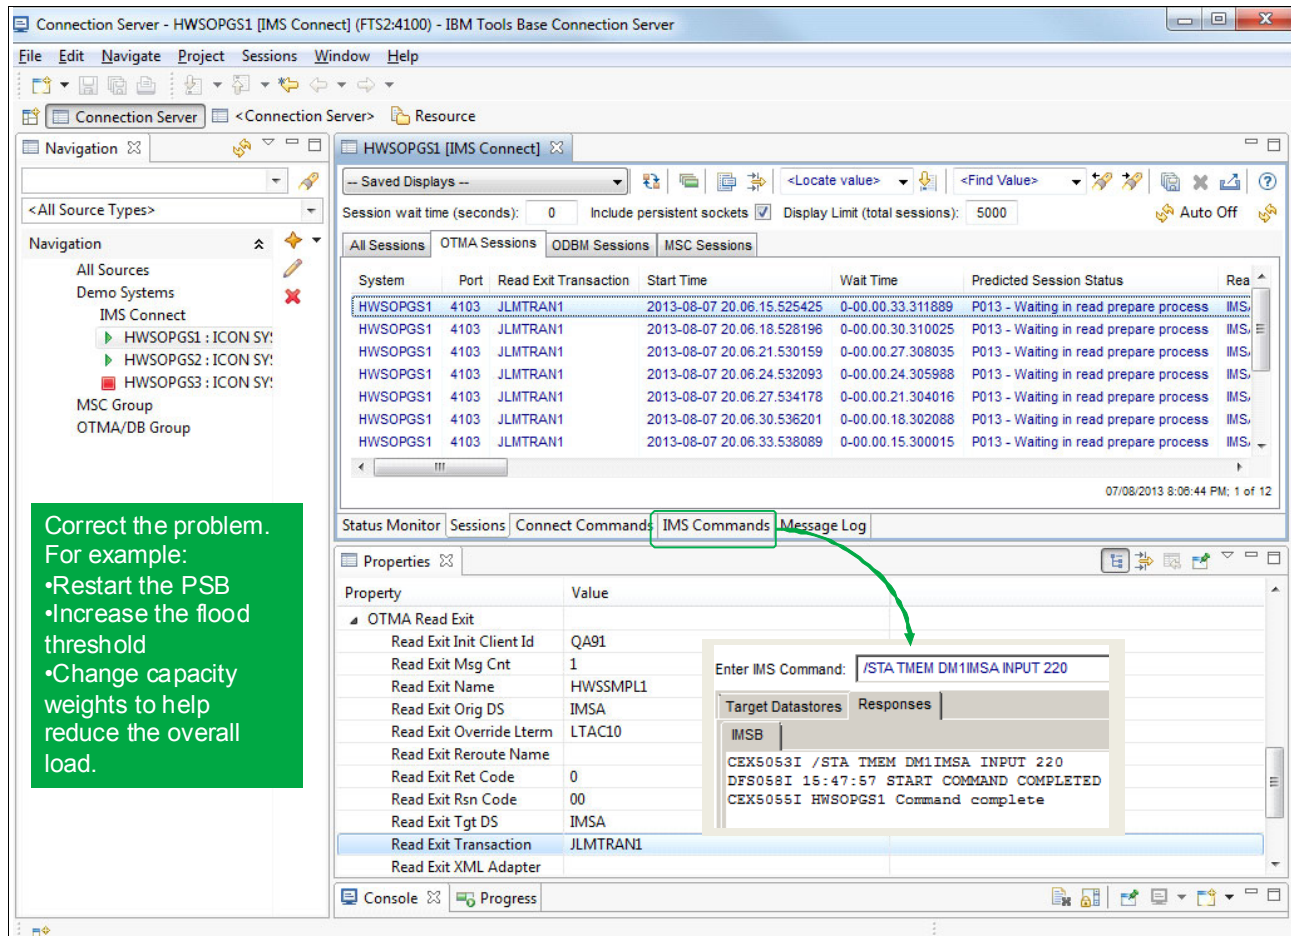 Connection Server - HWSOPGS1 [IMS Connect] (FTS2:4100) - IBM Tools Base Connection Server
File Edit Navigate Project Sessions Window Help
Connection Server <Connection Server> Resource
Navigation
<All Source Types>
Navigation
All Sources
Demo Systems
IMS Connect
HWSOPGS1 : ICON SY
HWSOPGS2 : ICON SY
HWSOPGS3 : ICON SY
MSC Group
OTMA/DB Group
Correct the problem.
For example:
•Restart the PSB
•Increase the flood
threshold
•Change capacity
weights to help
reduce the overall
load.
HWSOPGS1 [IMS Connect]
-- Saved Displays -- <Locate value> <Find Value>
Session wait time (seconds): 0 Include persistent sockets Display Limit (total sessions): 5000 Auto Off
All Sessions OTMA Sessions ODBM Sessions MSC Sessions
System Port Read Exit Transaction Start Time Wait Time Predicted Session Status Rea
HWSOPGS1 4103 JLMTRAN1 2013-08-07 20.06.15.525425 0-00.00.33.311889 P013 - Waiting in read prepare process IMS
HWSOPGS1 4103 JLMTRAN1 2013-08-07 20.06.18.528196 0-00.00.30.310025 P013 - Waiting in read prepare process IMS
HWSOPGS1 4103 JLMTRAN1 2013-08-07 20.06.21.530159 0-00.00.27.308035 P013 - Waiting in read prepare process IMS
HWSOPGS1 4103 JLMTRAN1 2013-08-07 20.06.24.532093 0-00.00.24.305988 P013 - Waiting in read prepare process IMS
HWSOPGS1 4103 JLMTRAN1 2013-08-07 20.06.27.534178 0-00.00.21.304016 P013 - Waiting in read prepare process IMS
HWSOPGS1 4103 JLMTRAN1 2013-08-07 20.06.30.536201 0-00.00.18.302088 P013 - Waiting in read prepare process IMS
HWSOPGS1 4103 JLMTRAN1 2013-08-07 20.06.33.538089 0-00.00.15.300015 P013 - Waiting in read prepare process IMS
07/08/2013 8:06:44 PM; 1 of 12
Status Monitor Sessions Connect Commands IMS Commands Message Log
Properties
Property Value
OTMA Read Exit
Read Exit Init Client Id QA91
Read Exit Msg Cnt 1
Read Exit Name HWSSMPL1
Read Exit Orig DS IMSA
Read Exit Override Lterm LTAC10
Read Exit Reroute Name
Read Exit Ret Code 0
Read Exit Rsn Code 00
Read Exit Tgt DS IMSA
Read Exit Transaction JLMTRAN1
Read Exit XML Adapter
Enter IMS Command: /STA TMEM DM1IMSA INPUT 220
Target Datastores Responses
IMSB
CEX5053I /STA TMEM DM1IMSA INPUT 220
DFS058I 15:47:57 START COMMAND COMPLETED
CEX5055I HWSOPGS1 Command complete
Console Progress